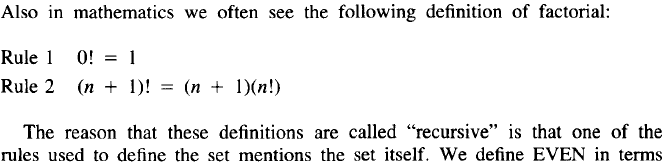 Also in mathematics we often see the following definition of factorial:
Rule 1 0! = 1
Rule 2 (n + 1)! = (n + 1)(n!)
The reason that these definitions are called “recursive” is that one of the
rules used to define the set mentions the set itself. We define EVEN in terms